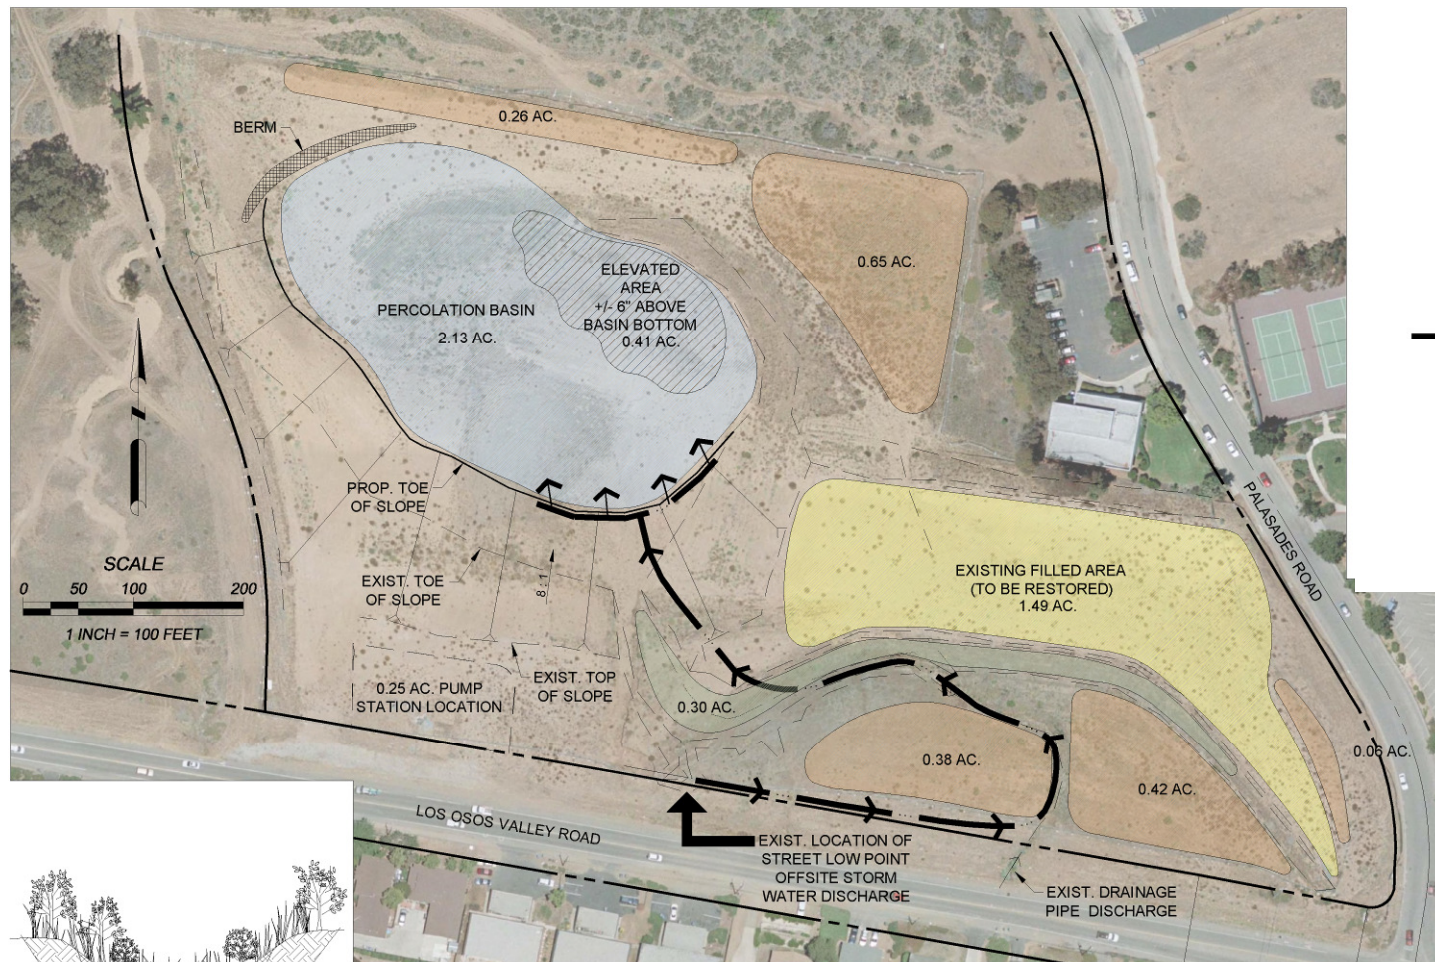 0.26 AC.
BERM
0.65 AC.
ELEVATED
AREA
+/- 6" ABOVE
BASIN BOTTOM
0.41 AC.
PERCOLATION BASIN
2.13 AC.
PROP. TOE
OF SLOPE
PALASADES ROAD
SCALE
0 50 100 200
1 INCH = 100 FEET
EXIST. TOE
OF SLOPE
8:1
EXISTING FILLED AREA
(TO BE RESTORED)
1.49 AC.
EXIST. TOP
OF SLOPE
0.25 AC. PUMP
STATION LOCATION
0.30 AC.
0.38 AC.
0.42 AC.
0.06 AC.
LOS OSOS VALLEY ROAD
EXIST. LOCATION OF
STREET LOW POINT
OFFSITE STORM
WATER DISCHARGE
EXIST. DRAINAGE
PIPE DISCHARGE